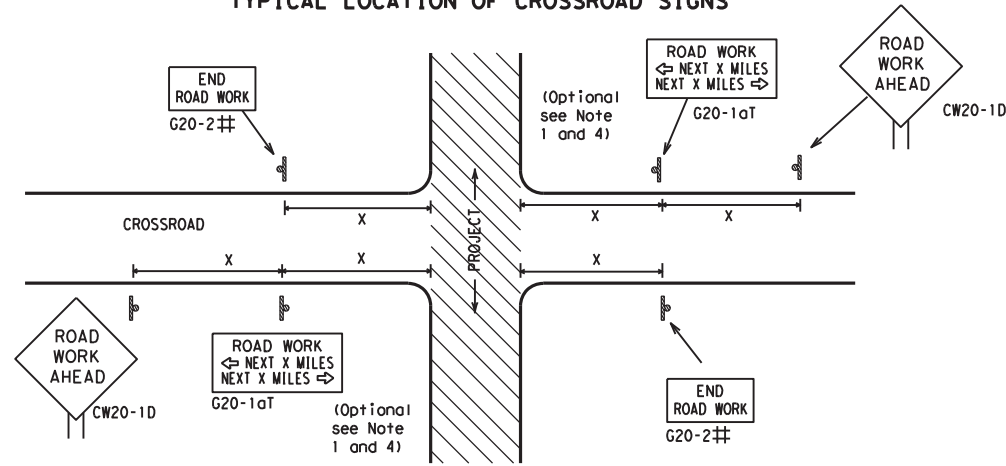 TYPICAL LOCATION OF CROSSROAD SIGNS
END
ROAD WORK
G20-2#
(Optional
see Note
1 and 4)
ROAD WORK
⇦ NEXT X MILES
NEXT X MILES ⇨
G20-1aT
ROAD
WORK
AHEAD
CW20-1D
CROSSROAD
X
X
X
PROJECT
X
X
X
ROAD
WORK
AHEAD
CW20-1D
ROAD WORK
⇦ NEXT X MILES
NEXT X MILES ⇨
G20-1aT
(Optional
see Note
1 and 4)
END
ROAD WORK
G20-2#